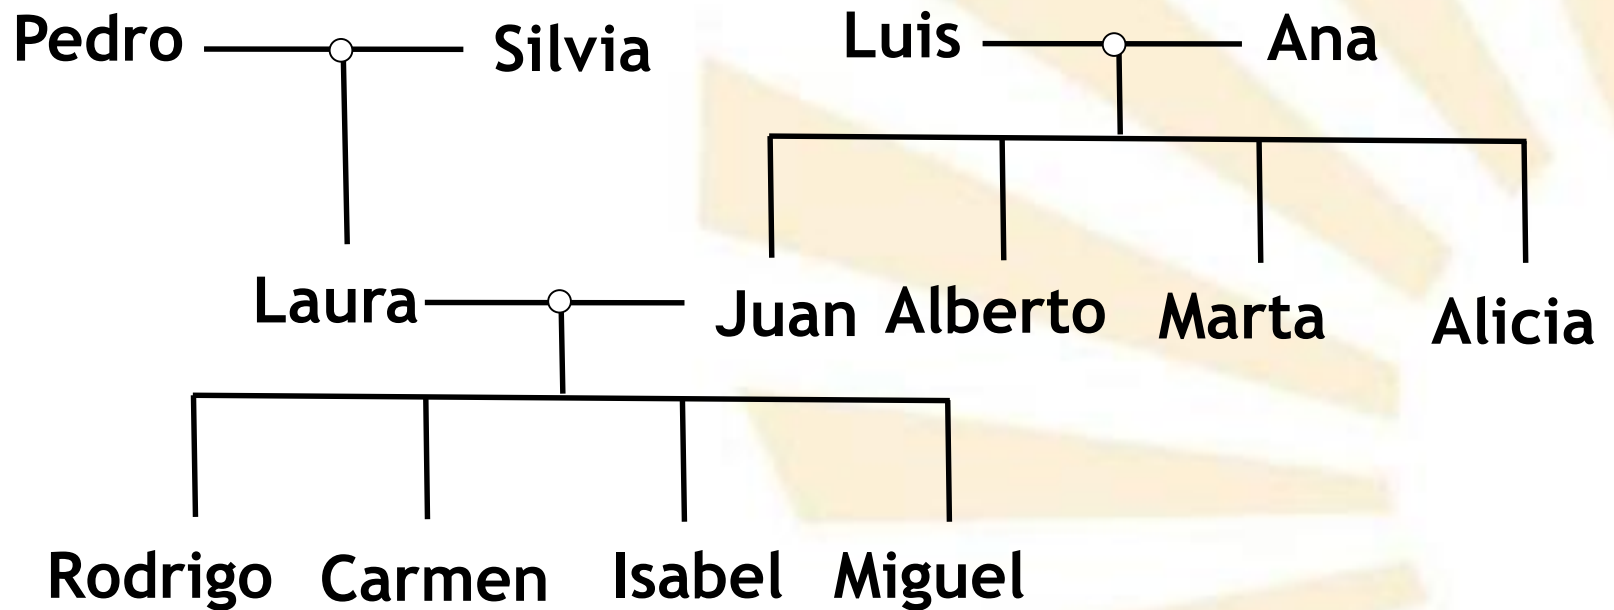 Pedro Silvia Luis Ana
Laura Juan Alberto Marta Alicia
Rodrigo Carmen Isabel Miguel